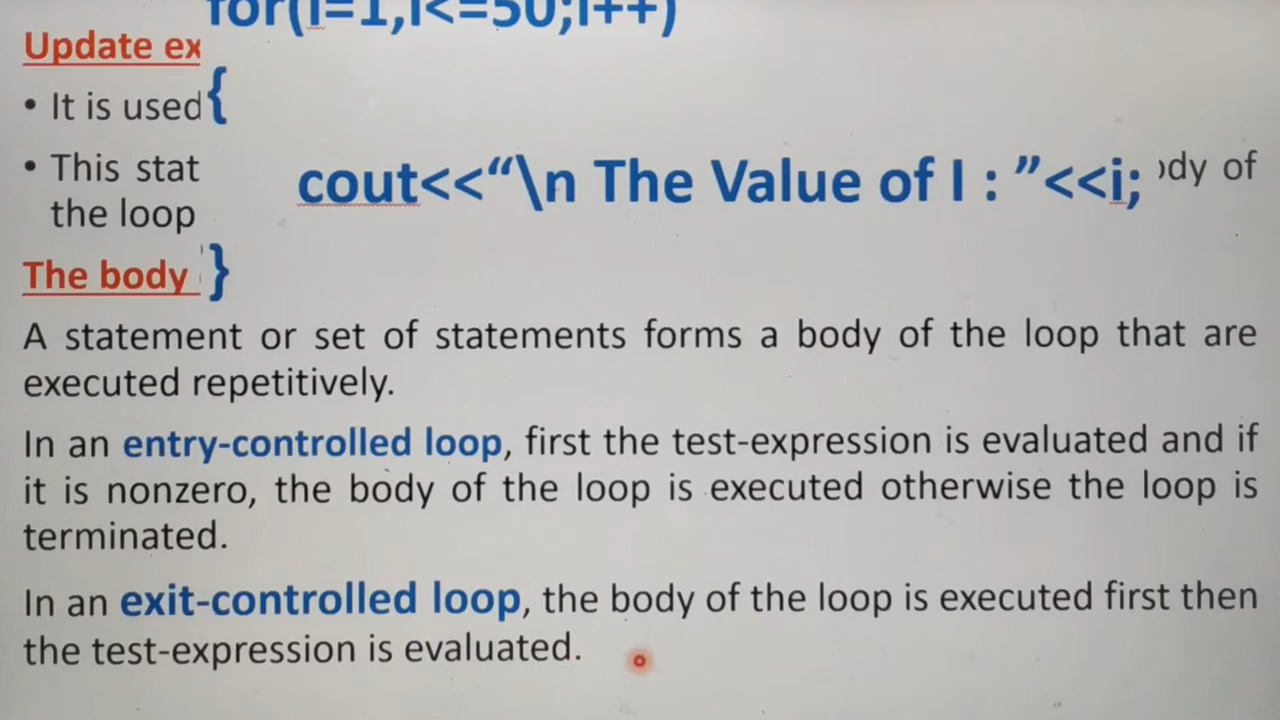 for(i=1,i<=50;i++)
Update ex
{
• It is used
• This stat
cout<<“\n The Value of I : ”<<i;
ody of
the loop
}
The body
A statement or set of statements forms a body of the loop that are
executed repetitively.
In an entry-controlled loop, first the test-expression is evaluated and if
it is nonzero, the body of the loop is executed otherwise the loop is
terminated.
In an exit-controlled loop, the body of the loop is executed first then
the test-expression is evaluated.